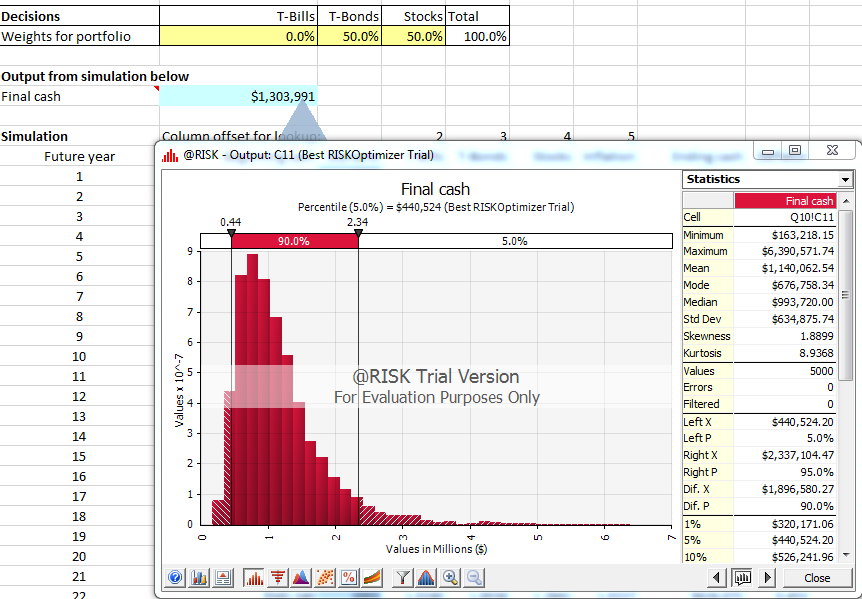 Decisions T-Bills T-Bonds Stocks Total
Weights for portfolio 0.0% 50.0% 50.0% 100.0%
Output from simulation below
Final cash $1,303,991
Simulation Column offset for lookup: 2 3 4 5
Future year
1
2
3
4
5
6
7
8
9
10
11
12
13
14
15
16
17
18
19
20
21
22
@RISK - Output: C11 (Best RISKOptimizer Trial)
Final cash
Percentile (5.0%) = $440,524 (Best RISKOptimizer Trial)
0.44 2.34
90.0% 5.0%
9
8
7
6
5
4
3
2
1
0
Values x 10^-7
@RISK Trial Version
For Evaluation Purposes Only
0 1 2 3 4 5 6 7
Values in Millions ($)
Statistics
Final cash
Cell Q10!C11
Minimum $163,218.15
Maximum $6,390,571.74
Mean $1,140,062.54
Mode $676,758.34
Median $993,720.00
Std Dev $634,875.74
Skewness 1.8899
Kurtosis 8.9368
Values 5000
Errors 0
Filtered 0
Left X $440,524.20
Left P 5.0%
Right X $2,337,104.47
Right P 95.0%
Dif. X $1,896,580.27
Dif. P 90.0%
1% $320,171.06
5% $440,524.20
10% $526,241.96
Close